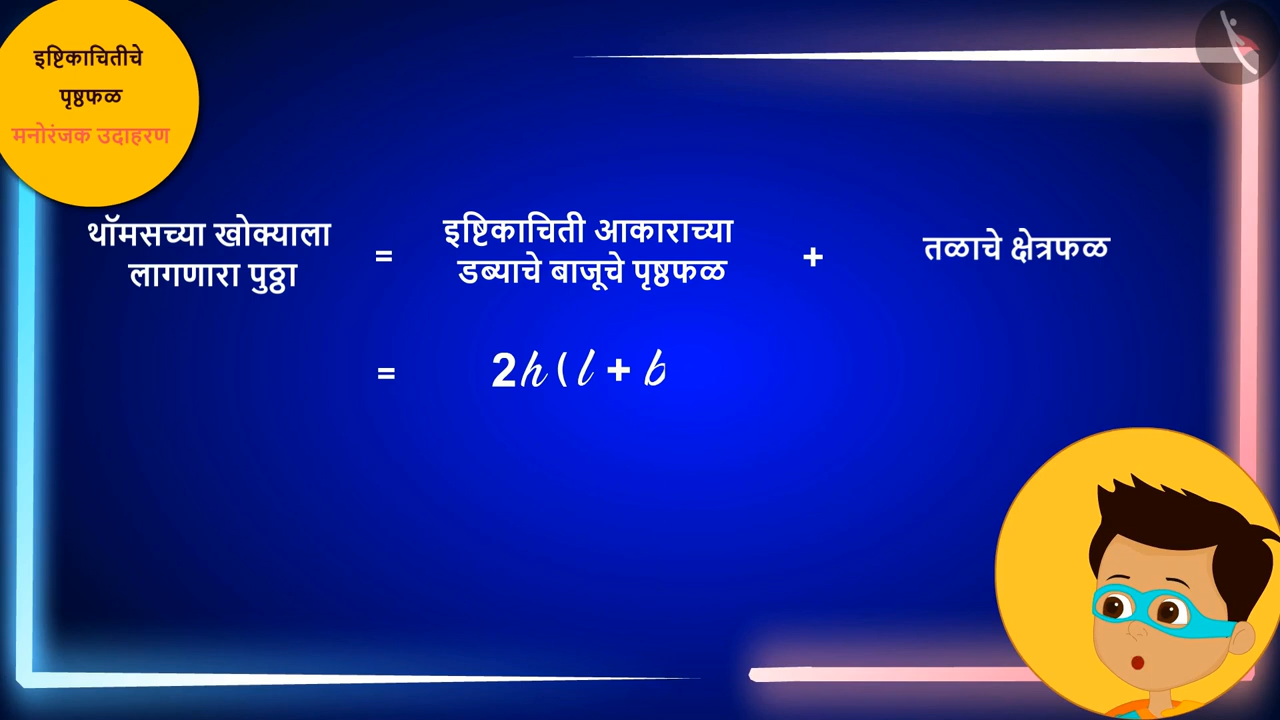 इष्टिकाचितीचे
पृष्ठफळ
मनोरंजक उदाहरण
थॉमसच्या खोक्याला
लागणारा पुठ्ठा
=
इष्टिकाचिती आकाराच्या
डब्याचे बाजूचे पृष्ठफळ
+
तळाचे क्षेत्रफळ
= 2h(l + b